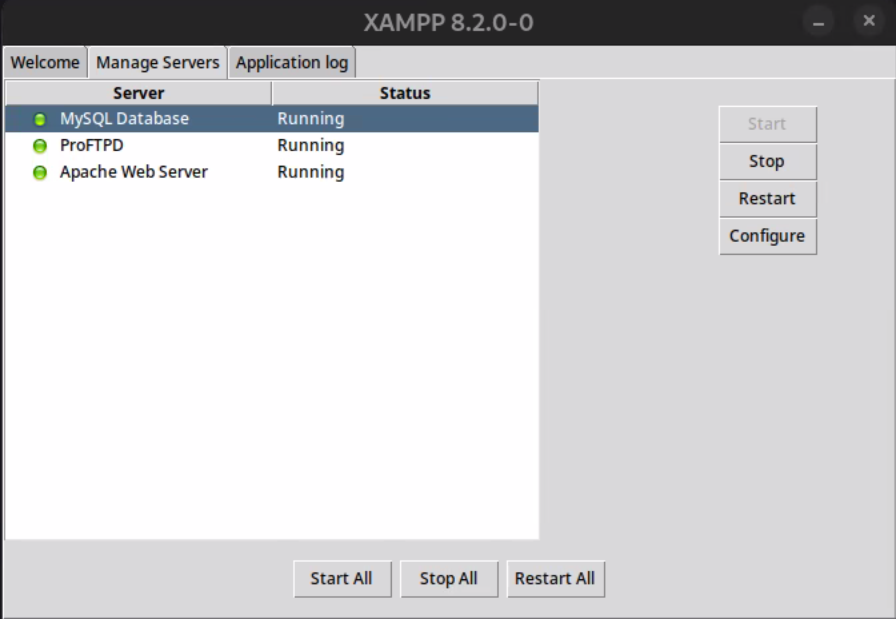 XAMPP 8.2.0-0
Welcome Manage Servers Application log
Server Status
MySQL Database Running
ProFTPD Running
Apache Web Server Running
Start
Stop
Restart
Configure
Start All Stop All Restart All